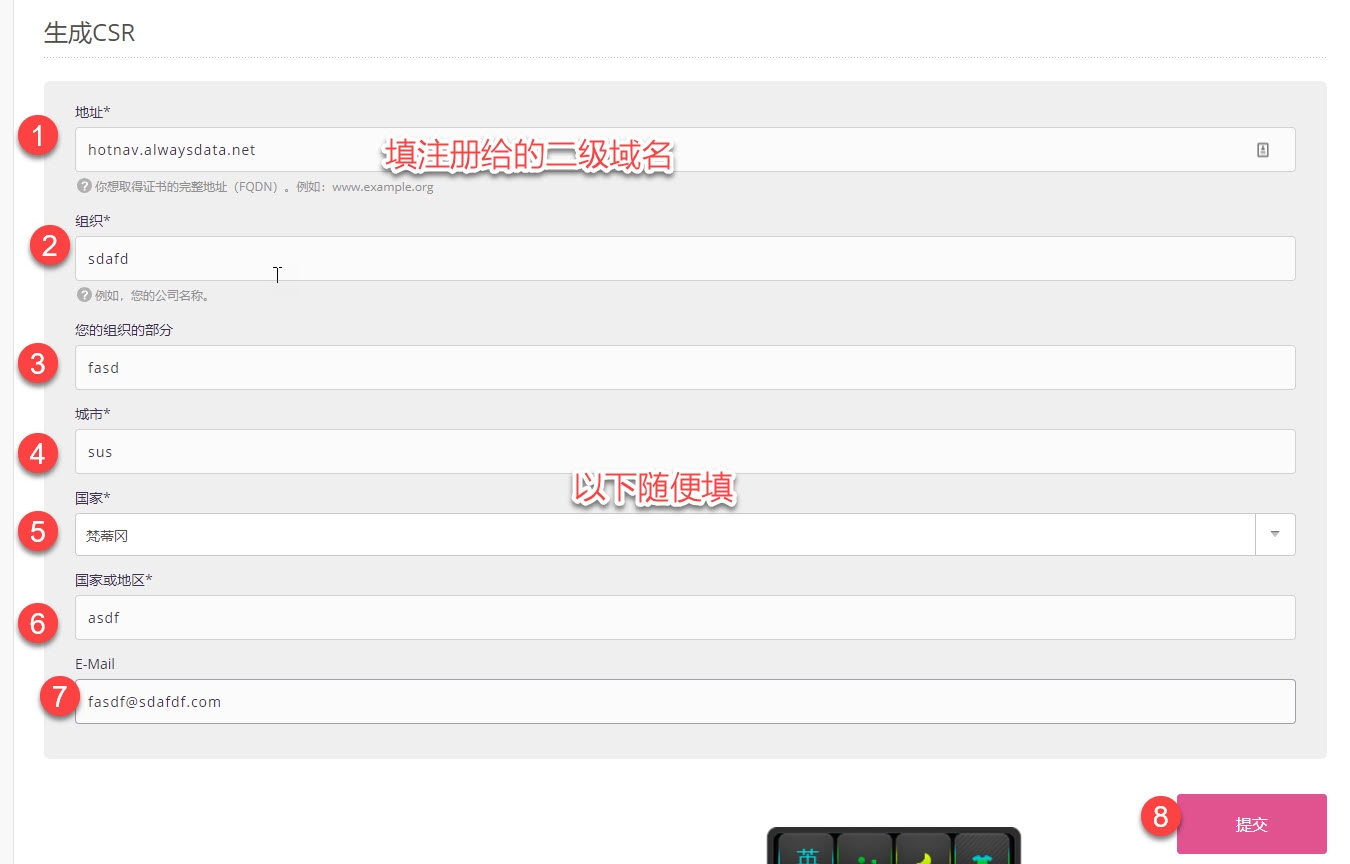 生成CSR
地址*
1
hotnav.alwaysdata.net
填注册给的二级域名
? 你想取得证书的完整地址（FQDN）。例如：www.example.org
组织*
2
sdafd
? 例如，您的公司名称。
您的组织的部分
3
fasd
城市*
4
sus
以下随便填
国家*
5
梵蒂冈
国家或地区*
6
asdf
E-Mail
7
fasdf@sdafdf.com
8
提交
英